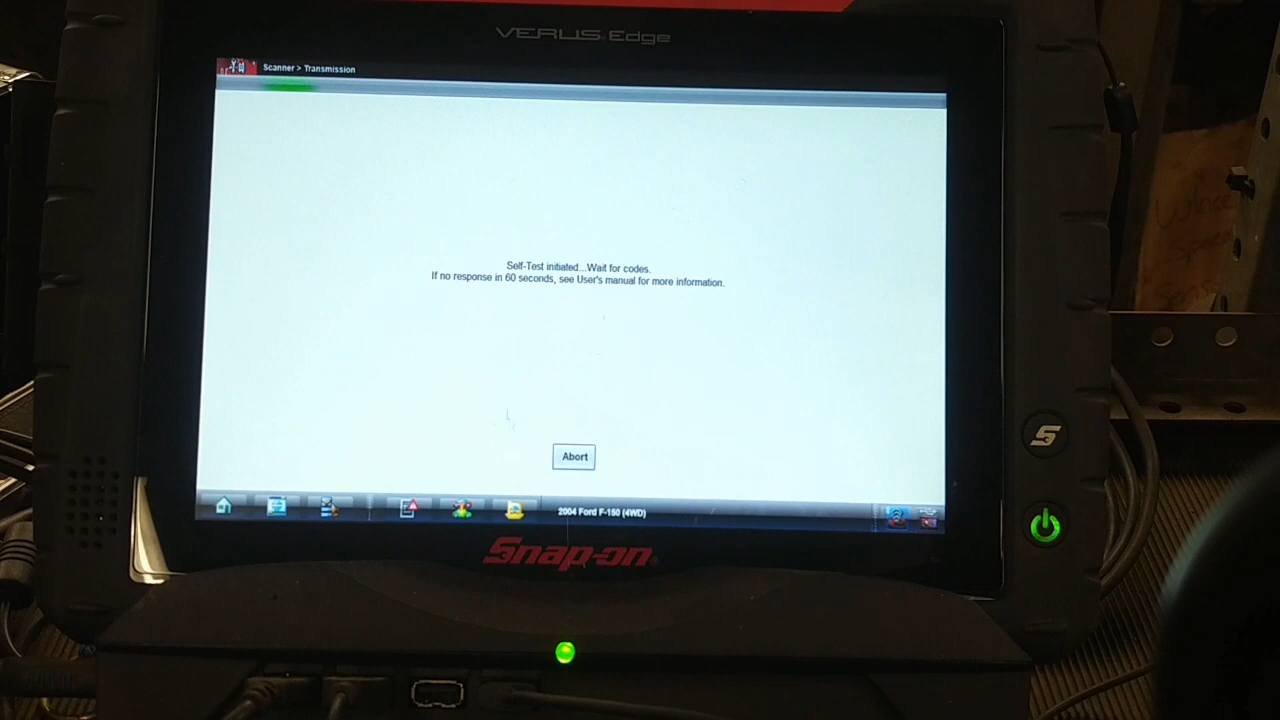 VERUS Edge
Scanner > Transmission
Self-Test initiated...Wait for codes.
If no response in 60 seconds, see User's manual for more information.
Abort
2004 Ford F-150 (4WD)
Snap-on
S